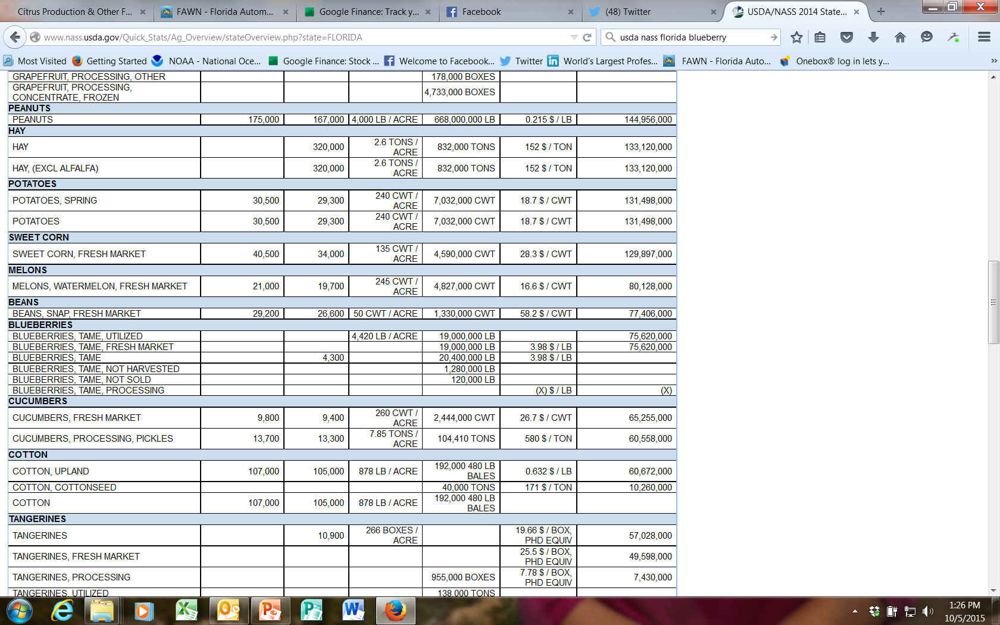 Citrus Production & Other F... × FAWN - Florida Autom... × Google Finance: Track y... × Facebook × (48) Twitter × USDA/NASS 2014 State... × +
www.nass.usda.gov/Quick_Stats/Ag_Overview/stateOverview.php?state=FLORIDA usda nass florida blueberry
Most Visited Getting Started NOAA - National Oce... Google Finance: Stock ... Welcome to Facebook... Twitter World's Largest Profes... FAWN - Florida Auto... Onebox® log in lets y... »
GRAPEFRUIT, PROCESSING, OTHER 178,000 BOXES
GRAPEFRUIT, PROCESSING,
CONCENTRATE, FROZEN 4,733,000 BOXES
PEANUTS
PEANUTS 175,000 167,000 4,000 LB / ACRE 668,000,000 LB 0.215 $ / LB 144,956,000
HAY
HAY 320,000 2.6 TONS / ACRE 832,000 TONS 152 $ / TON 133,120,000
HAY, (EXCL ALFALFA) 320,000 2.6 TONS / ACRE 832,000 TONS 152 $ / TON 133,120,000
POTATOES
POTATOES, SPRING 30,500 29,300 240 CWT / ACRE 7,032,000 CWT 18.7 $ / CWT 131,498,000
POTATOES 30,500 29,300 240 CWT / ACRE 7,032,000 CWT 18.7 $ / CWT 131,498,000
SWEET CORN
SWEET CORN, FRESH MARKET 40,500 34,000 135 CWT / ACRE 4,590,000 CWT 28.3 $ / CWT 129,897,000
MELONS
MELONS, WATERMELON, FRESH MARKET 21,000 19,700 245 CWT / ACRE 4,827,000 CWT 16.6 $ / CWT 80,128,000
BEANS
BEANS, SNAP, FRESH MARKET 29,200 26,600 50 CWT / ACRE 1,330,000 CWT 58.2 $ / CWT 77,406,000
BLUEBERRIES
BLUEBERRIES, TAME, UTILIZED 4,420 LB / ACRE 19,000,000 LB 75,620,000
BLUEBERRIES, TAME, FRESH MARKET 19,000,000 LB 3.98 $ / LB 75,620,000
BLUEBERRIES, TAME 4,300 20,400,000 LB 3.98 $ / LB
BLUEBERRIES, TAME, NOT HARVESTED 1,280,000 LB
BLUEBERRIES, TAME, NOT SOLD 120,000 LB
BLUEBERRIES, TAME, PROCESSING (X) $ / LB (X)
CUCUMBERS
CUCUMBERS, FRESH MARKET 9,800 9,400 260 CWT / ACRE 2,444,000 CWT 26.7 $ / CWT 65,255,000
CUCUMBERS, PROCESSING, PICKLES 13,700 13,300 7.85 TONS / ACRE 104,410 TONS 580 $ / TON 60,558,000
COTTON
COTTON, UPLAND 107,000 105,000 878 LB / ACRE 192,000 480 LB BALES 0.632 $ / LB 60,672,000
COTTON, COTTONSEED 40,000 TONS 171 $ / TON 10,260,000
COTTON 107,000 105,000 878 LB / ACRE 192,000 480 LB BALES
TANGERINES
TANGERINES 10,900 266 BOXES / ACRE 19.66 $ / BOX, PHD EQUIV 57,028,000
TANGERINES, FRESH MARKET 25.5 $ / BOX, PHD EQUIV 49,598,000
TANGERINES, PROCESSING 955,000 BOXES 7.78 $ / BOX, PHD EQUIV 7,430,000
TANGERINES, UTILIZED 138,000 TONS
1:26 PM
10/5/2015